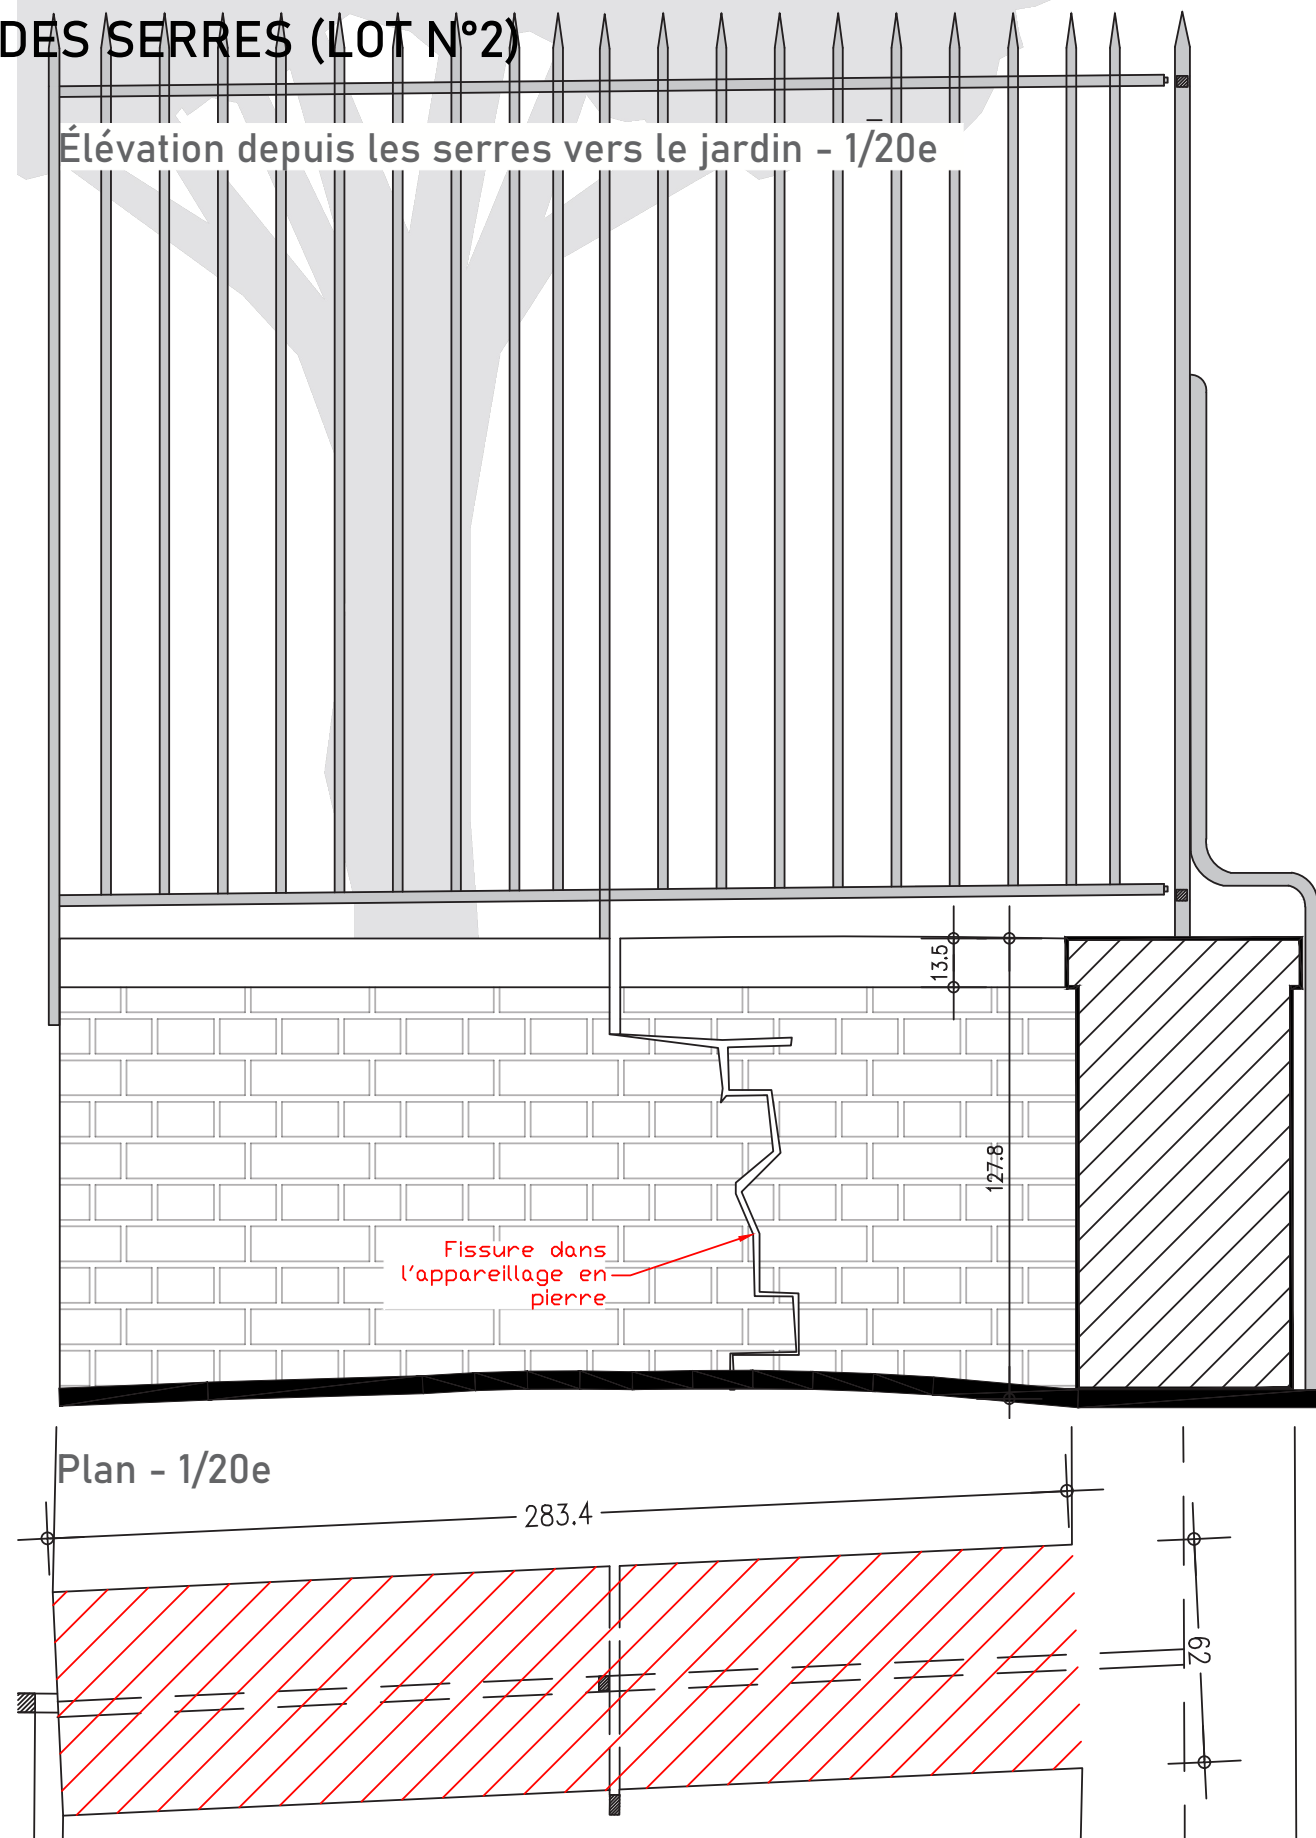 DES SERRES (LOT N°2)
Élévation depuis les serres vers le jardin - 1/20e
13.5
127.8
Fissure dans
l'appareillage en
pierre
Plan - 1/20e
283.4
62